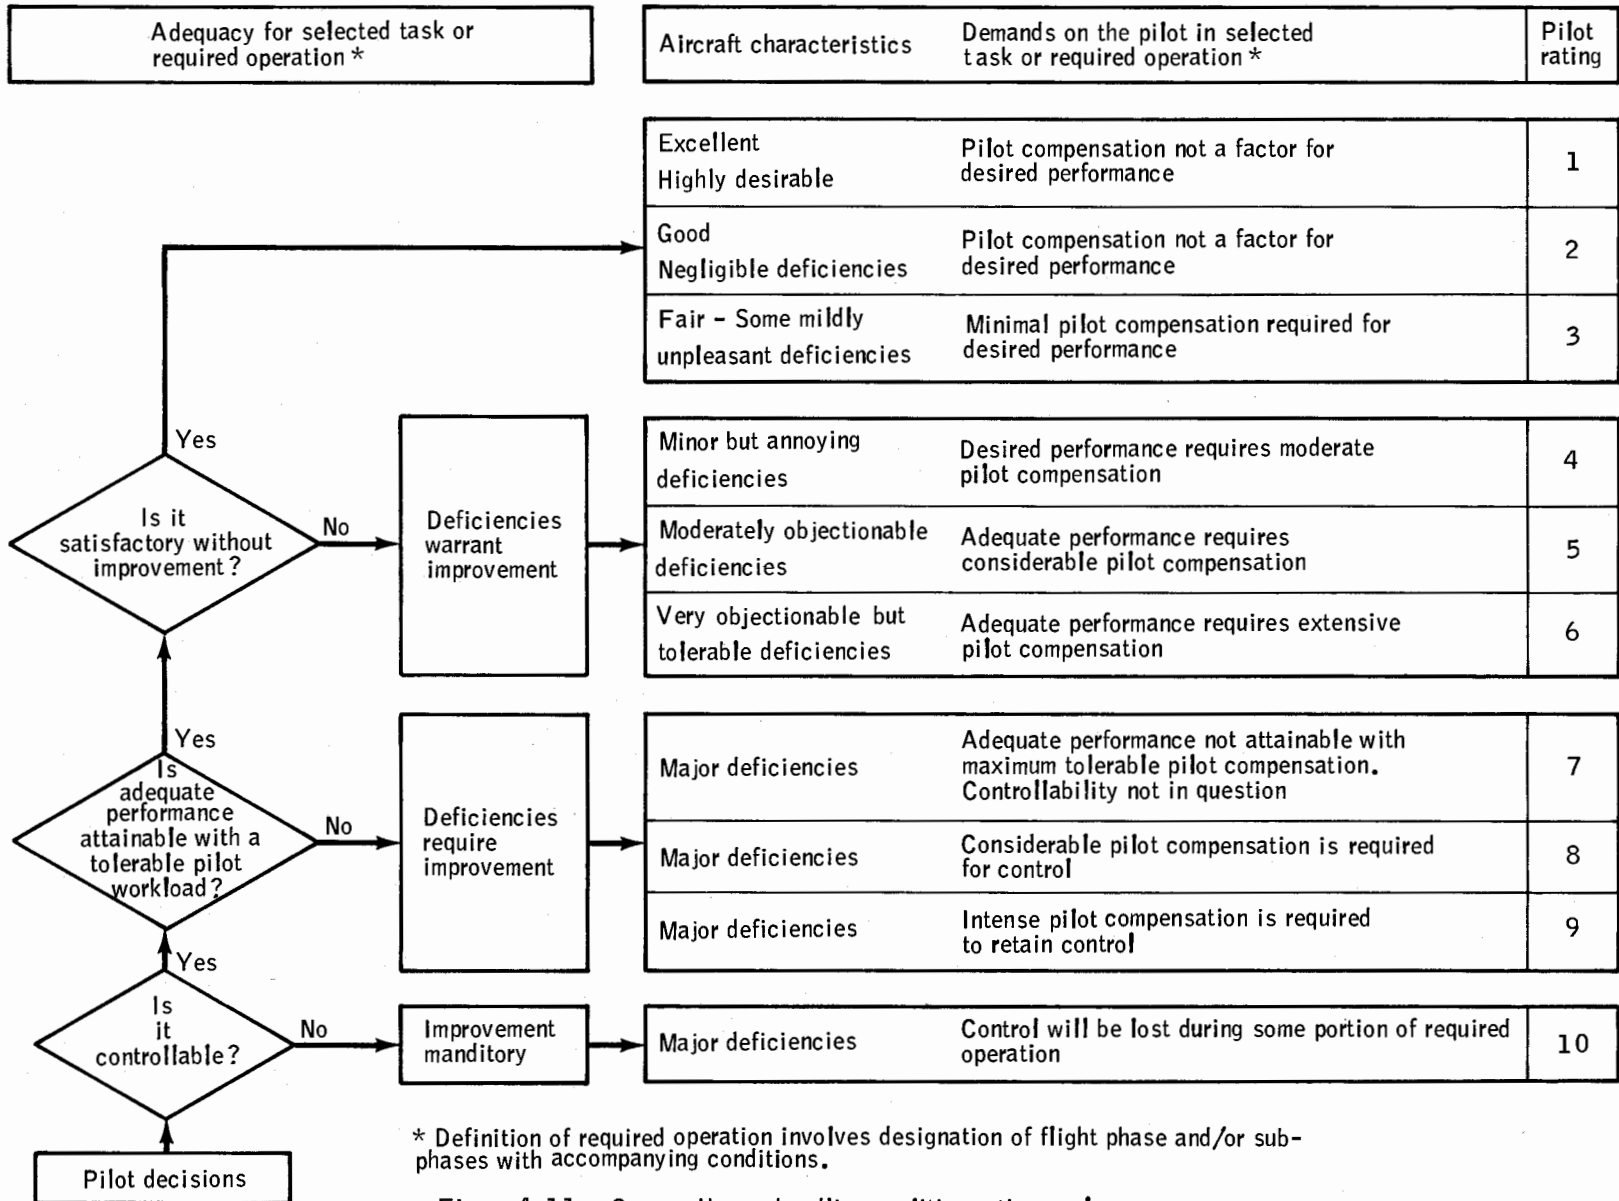 Adequacy for selected task or
required operation *
Aircraft characteristics
Demands on the pilot in selected
task or required operation *
Pilot
rating
Excellent
Highly desirable
Pilot compensation not a factor for
desired performance
1
Good
Negligible deficiencies
Pilot compensation not a factor for
desired performance
2
Fair – Some mildly
unpleasant deficiencies
Minimal pilot compensation required for
desired performance
3
Yes
Is it
satisfactory without
improvement?
No
Deficiencies
warrant
improvement
Minor but annoying
deficiencies
Desired performance requires moderate
pilot compensation
4
Moderately objectionable
deficiencies
Adequate performance requires
considerable pilot compensation
5
Very objectionable but
tolerable deficiencies
Adequate performance requires extensive
pilot compensation
6
Yes
Is
adequate
performance
attainable with a
tolerable pilot
workload?
No
Deficiencies
require
improvement
Major deficiencies
Adequate performance not attainable with
maximum tolerable pilot compensation.
Controllability not in question
7
Major deficiencies
Considerable pilot compensation is required
for control
8
Major deficiencies
Intense pilot compensation is required
to retain control
9
Yes
Is
it
controllable?
No
Improvement
manditory
Major deficiencies
Control will be lost during some portion of required
operation
10
Pilot decisions
* Definition of required operation involves designation of flight phase and/or sub-
phases with accompanying conditions.